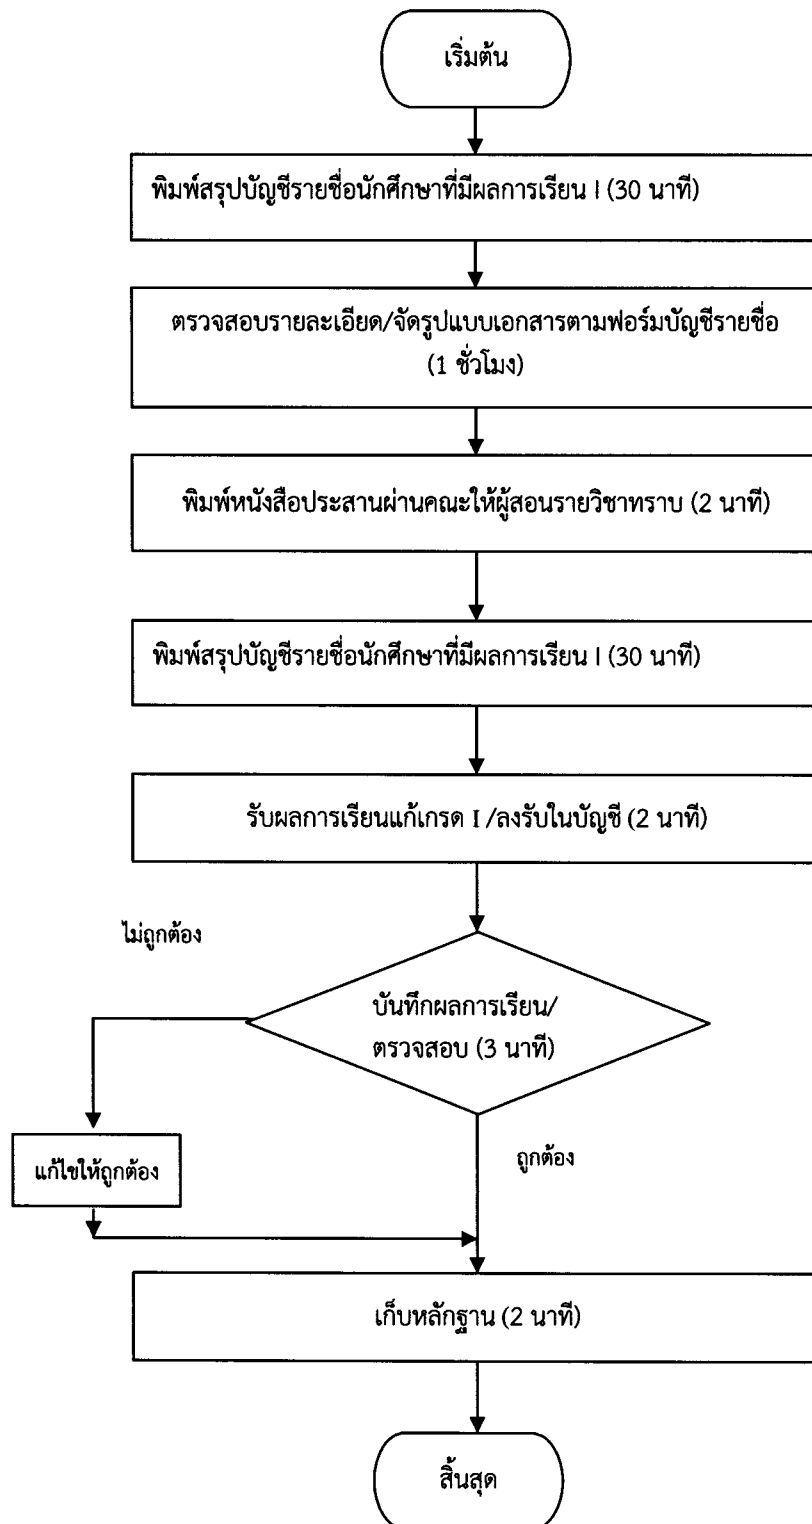 เริ่มต้น
พิมพ์สรุปบัญชีรายชื่อนักศึกษาที่มีผลการเรียน I (30 นาที)
ตรวจสอบรายละเอียด/จัดรูปแบบเอกสารตามฟอร์มบัญชีรายชื่อ
(1 ชั่วโมง)
พิมพ์หนังสือประสานผ่านคณะให้ผู้สอนรายวิชาทราบ (2 นาที)
พิมพ์สรุปบัญชีรายชื่อนักศึกษาที่มีผลการเรียน I (30 นาที)
รับผลการเรียนแก้เกรด I /ลงรับในบัญชี (2 นาที)
ไม่ถูกต้อง
บันทึกผลการเรียน/
ตรวจสอบ (3 นาที)
ถูกต้อง
แก้ไขให้ถูกต้อง
เก็บหลักฐาน (2 นาที)
สิ้นสุด